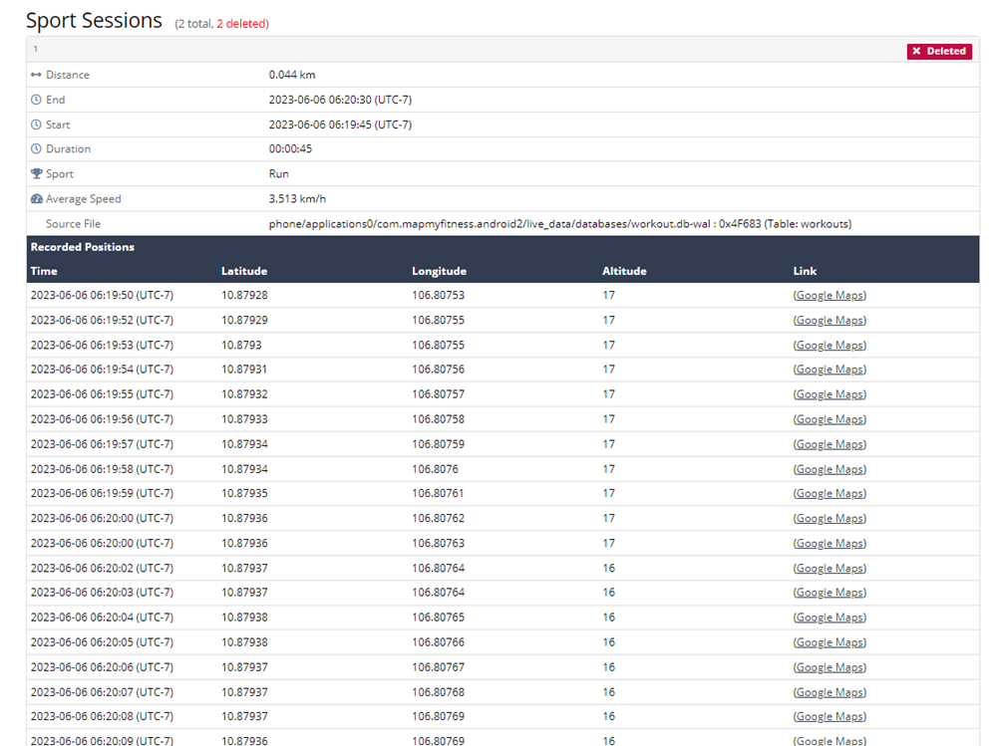 Sport Sessions (2 total, 2 deleted)
1 ✖ Deleted
Distance 0.044 km
End 2023-06-06 06:20:30 (UTC-7)
Start 2023-06-06 06:19:45 (UTC-7)
Duration 00:00:45
Sport Run
Average Speed 3.513 km/h
Source File phone/applications0/com.mapmyfitness.android2/live_data/databases/workout.db-wal : 0x4F683 (Table: workouts)
Recorded Positions
Time Latitude Longitude Altitude Link
2023-06-06 06:19:50 (UTC-7) 10.87928 106.80753 17 (Google Maps)
2023-06-06 06:19:52 (UTC-7) 10.87929 106.80755 17 (Google Maps)
2023-06-06 06:19:53 (UTC-7) 10.8793 106.80755 17 (Google Maps)
2023-06-06 06:19:54 (UTC-7) 10.87931 106.80756 17 (Google Maps)
2023-06-06 06:19:55 (UTC-7) 10.87932 106.80757 17 (Google Maps)
2023-06-06 06:19:56 (UTC-7) 10.87933 106.80758 17 (Google Maps)
2023-06-06 06:19:57 (UTC-7) 10.87934 106.80759 17 (Google Maps)
2023-06-06 06:19:58 (UTC-7) 10.87934 106.8076 17 (Google Maps)
2023-06-06 06:19:59 (UTC-7) 10.87935 106.80761 17 (Google Maps)
2023-06-06 06:20:00 (UTC-7) 10.87936 106.80762 17 (Google Maps)
2023-06-06 06:20:00 (UTC-7) 10.87936 106.80763 17 (Google Maps)
2023-06-06 06:20:02 (UTC-7) 10.87937 106.80764 16 (Google Maps)
2023-06-06 06:20:03 (UTC-7) 10.87937 106.80764 16 (Google Maps)
2023-06-06 06:20:04 (UTC-7) 10.87938 106.80765 16 (Google Maps)
2023-06-06 06:20:05 (UTC-7) 10.87938 106.80766 16 (Google Maps)
2023-06-06 06:20:06 (UTC-7) 10.87937 106.80767 16 (Google Maps)
2023-06-06 06:20:07 (UTC-7) 10.87937 106.80768 16 (Google Maps)
2023-06-06 06:20:08 (UTC-7) 10.87937 106.80769 16 (Google Maps)
2023-06-06 06:20:09 (UTC-7) 10.87936 106.80769 16 (Google Maps)